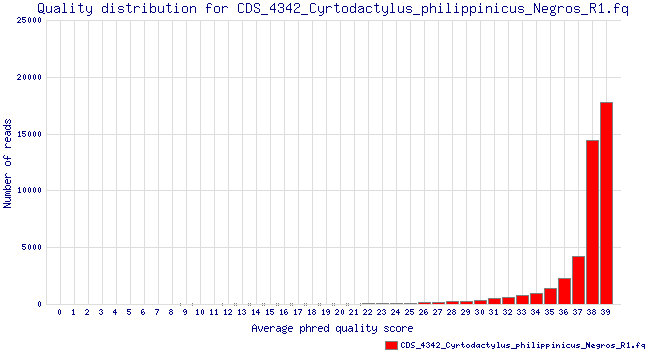 Quality distribution for CDS_4342_Cyrtodactylus_philippinicus_Negros_R1.fq
25000
20000
15000
10000
5000
0
Number of reads
0 1 2 3 4 5 6 7 8 9 10 11 12 13 14 15 16 17 18 19 20 21 22 23 24 25 26 27 28 29 30 31 32 33 34 35 36 37 38 39
Average phred quality score
CDS_4342_Cyrtodactylus_philippinicus_Negros_R1.fq